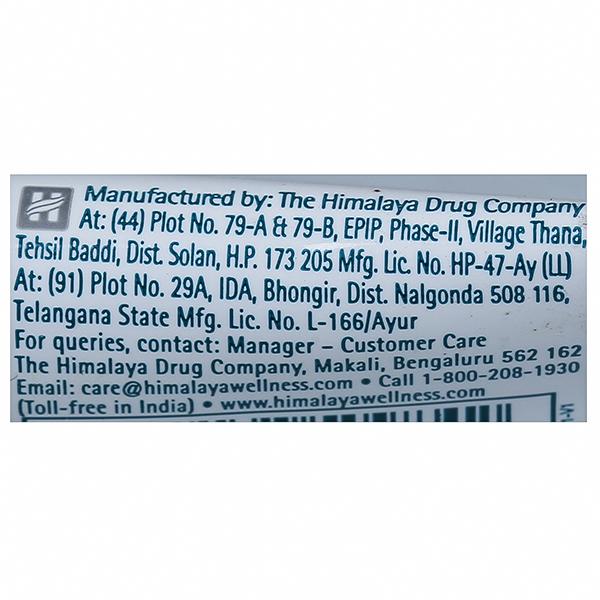 Manufactured by: The Himalaya Drug Company
At: (44) Plot No. 79-A & 79-B, EPIP, Phase-II, Village Thana,
Tehsil Baddi, Dist. Solan, H.P. 173 205 Mfg. Lic. No. HP-47-Ay (LL)
At: (91) Plot No. 29A, IDA, Bhongir, Dist. Nalgonda 508 116,
Telangana State Mfg. Lic. No. L-166/Ayur
For queries, contact: Manager – Customer Care
The Himalaya Drug Company, Makali, Bengaluru 562 162
Email: care@himalayawellness.com • Call 1-800-208-1930
(Toll-free in India) • www.himalayawellness.com